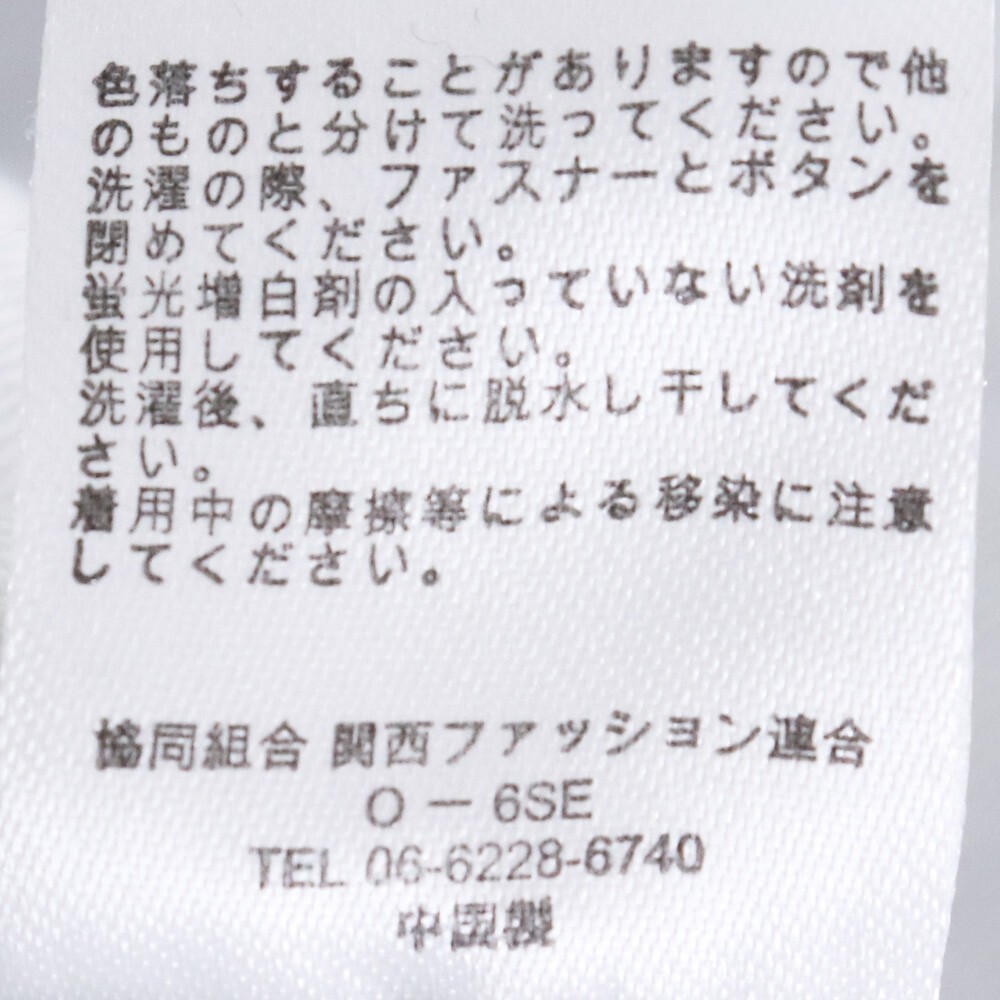 色落ちすることがありますので他
のものと分けて洗ってください。
洗濯の際、ファスナーとボタンを
閉めてください。
蛍光増白剤の入っていない洗剤を
使用してください。
洗濯後、直ちに脱水し干してくだ
さい。
着用中の摩擦等による移染に注意
してください。
協同組合 関西ファッション連合
O － 6SE
TEL 06-6228-6740
中国製